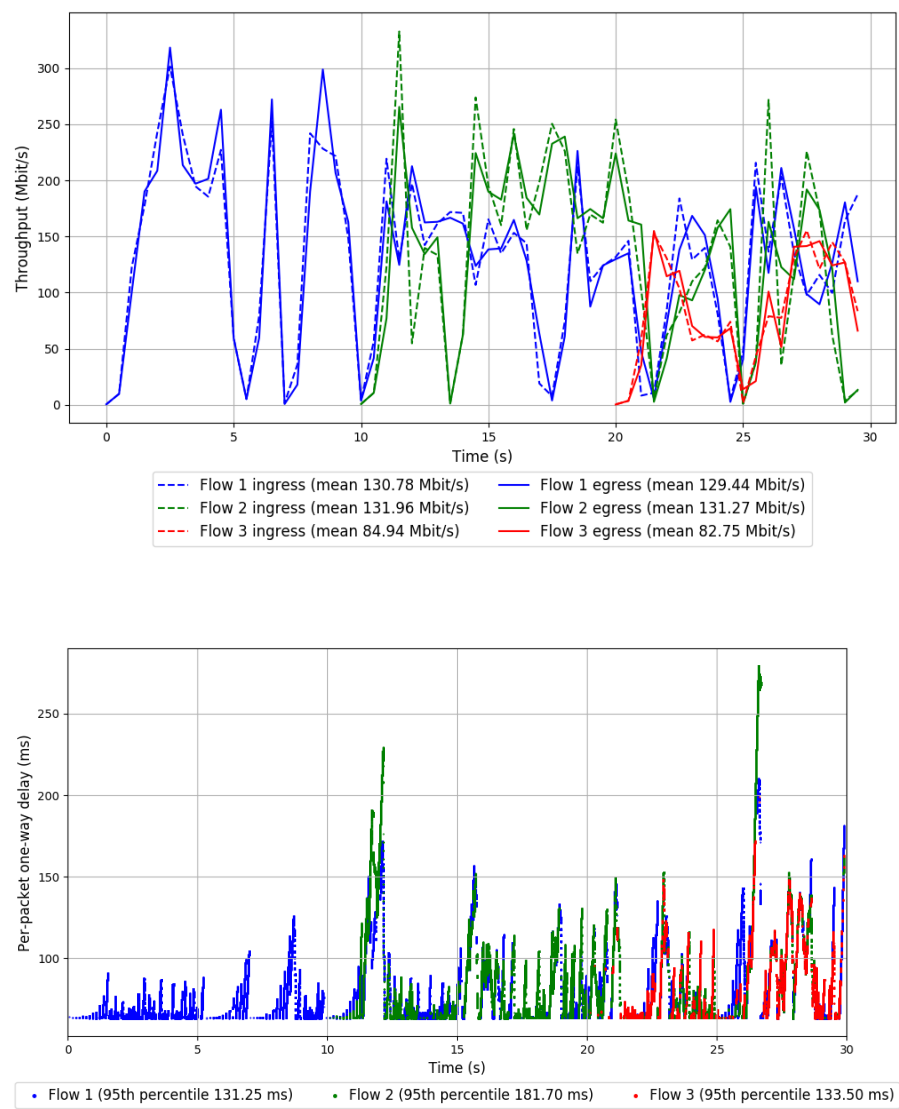 300
250
200
150
100
50
0
Throughput (Mbit/s)
0 5 10 15 20 25 30
Time (s)
Flow 1 ingress (mean 130.78 Mbit/s) Flow 1 egress (mean 129.44 Mbit/s)
Flow 2 ingress (mean 131.96 Mbit/s) Flow 2 egress (mean 131.27 Mbit/s)
Flow 3 ingress (mean 84.94 Mbit/s) Flow 3 egress (mean 82.75 Mbit/s)
250
200
150
100
Per-packet one-way delay (ms)
0 5 10 15 20 25 30
Time (s)
Flow 1 (95th percentile 131.25 ms) Flow 2 (95th percentile 181.70 ms) Flow 3 (95th percentile 133.50 ms)